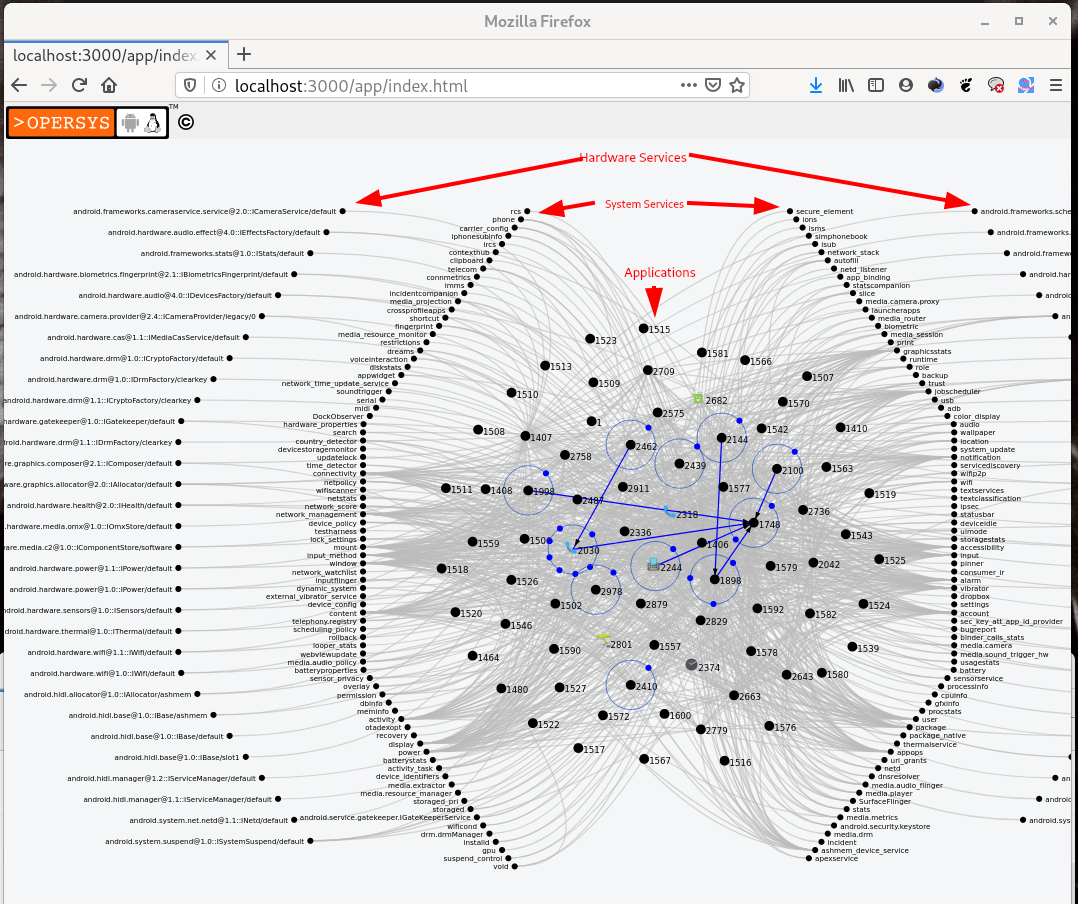 Mozilla Firefox
localhost:3000/app/index
localhost:3000/app/index.html
>OPERSYS
TM
©
Hardware Services
System Services
Applications
android.frameworks.cameraservice.service@2.0::ICameraService/default
android.hardware.audio.effect@4.0::IEffectsFactory/default
android.frameworks.stats@1.0::IStats/default
android.hardware.biometrics.fingerprint@2.1::IBiometricsFingerprint/default
android.hardware.audio@4.0::IDevicesFactory/default
android.hardware.camera.provider@2.4::ICameraProvider/legacy/0
android.hardware.cas@1.1::IMediaCasService/default
android.hardware.drm@1.0::ICryptoFactory/default
android.hardware.drm@1.0::IDrmFactory/clearkey
android.hardware.drm@1.1::ICryptoFactory/clearkey
.hardware.gatekeeper@1.0::IGatekeeper/default
android.hardware.drm@1.1::IDrmFactory/clearkey
re.graphics.composer@2.1::IComposer/default
ware.graphics.allocator@2.0::IAllocator/default
android.hardware.health@2.0::IHealth/default
.hardware.media.omx@1.0::IOmxStore/default
are.media.c2@1.0::IComponentStore/software
android.hardware.power@1.1::IPower/default
android.hardware.power@1.0::IPower/default
android.hardware.sensors@1.0::ISensors/default
droid.hardware.thermal@1.0::IThermal/default
android.hardware.wifi@1.1::IWifi/default
android.hardware.wifi@1.0::IWifi/default
android.hidl.allocator@1.0::IAllocator/ashmem
android.hidl.base@1.0::IBase/ashmem
android.hidl.base@1.0::IBase/default
android.hidl.base@1.0::IBase/slot1
android.hidl.manager@1.2::IServiceManager/default
android.hidl.manager@1.1::IServiceManager/default
android.system.net.netd@1.1::INetd/default
android.system.suspend@1.0::ISystemSuspend/default
rcs
phone
carrier_config
iphonesubinfo
ircs
contexthub
clipboard
telecom
connmetrics
imms
incidentcompanion
media_projection
crossprofileapps
shortcut
fingerprint
media_resource_monitor
restrictions
dreams
voiceinteraction
diskstats
appwidget
network_time_update_service
soundtrigger
serial
midi
DockObserver
hardware_properties
search
country_detector
devicestoragemonitor
updatelock
time_detector
connectivity
netpolicy
wifiscanner
netstats
network_score
network_management
device_policy
testharness
lock_settings
mount
input_method
window
network_watchlist
inputflinger
dynamic_system
external_vibrator_service
device_config
content
telephony.registry
scheduling_policy
rollback
looper_stats
webviewupdate
media.audio_policy
batteryproperties
sensor_privacy
overlay
permission
dbinfo
meminfo
activity
otadexopt
recovery
display
power
batterystats
activity_task
device_identifiers
media.extractor
media.resource_manager
storaged_pri
storaged
android.service.gatekeeper.IGateKeeperService
wificond
drm.drmManager
installd
gpu
suspend_control
void
1515
1523
1581
1566
1513
2709
1507
1509
1510
2682
1570
2575
1
1508
1407
2462
2144
1542
1410
2758
2439
2100
1563
1511
1408
1998
2911
1577
1519
2487
2318
2736
1748
2336
1543
1559
2030
1406
1525
1518
2244
1579
2042
1526
1898
2978
1502
2879
1592
1524
1520
1582
1546
2829
1590
1557
1578
1539
1464
2801
2374
2643
1580
1480
1527
2410
2663
1572
1600
1522
2779
1576
1517
1567
1516
secure_element
ions
isms
simphonebook
isub
network_stack
autofill
netd_listener
app_binding
statscompanion
slice
media.camera.proxy
launcherapps
media_router
biometric
media_session
print
graphicsstats
runtime
role
backup
trust
jobscheduler
usb
adb
color_display
audio
wallpaper
location
system_update
notification
servicediscovery
wifip2p
wifi
textservices
textclassification
ipsec
statusbar
deviceidle
uimode
storagestats
accessibility
input
pinner
consumer_ir
alarm
vibrator
dropbox
settings
account
sec_key_att_app_id_provider
bugreport
binder_calls_stats
media.camera
media.sound_trigger_hw
usagestats
battery
sensorservice
processinfo
cpuinfo
gfxinfo
procstats
user
package
package_native
thermalservice
appops
uri_grants
netd
dnsresolver
media.audio_flinger
media.player
SurfaceFlinger
stats
media.metrics
android.security.keystore
media.drm
incident
ashmem_device_service
apexservice
android.frameworks.sche
android.frameworks.
android.framew
android.har
android
an
android
an
android
android.sys